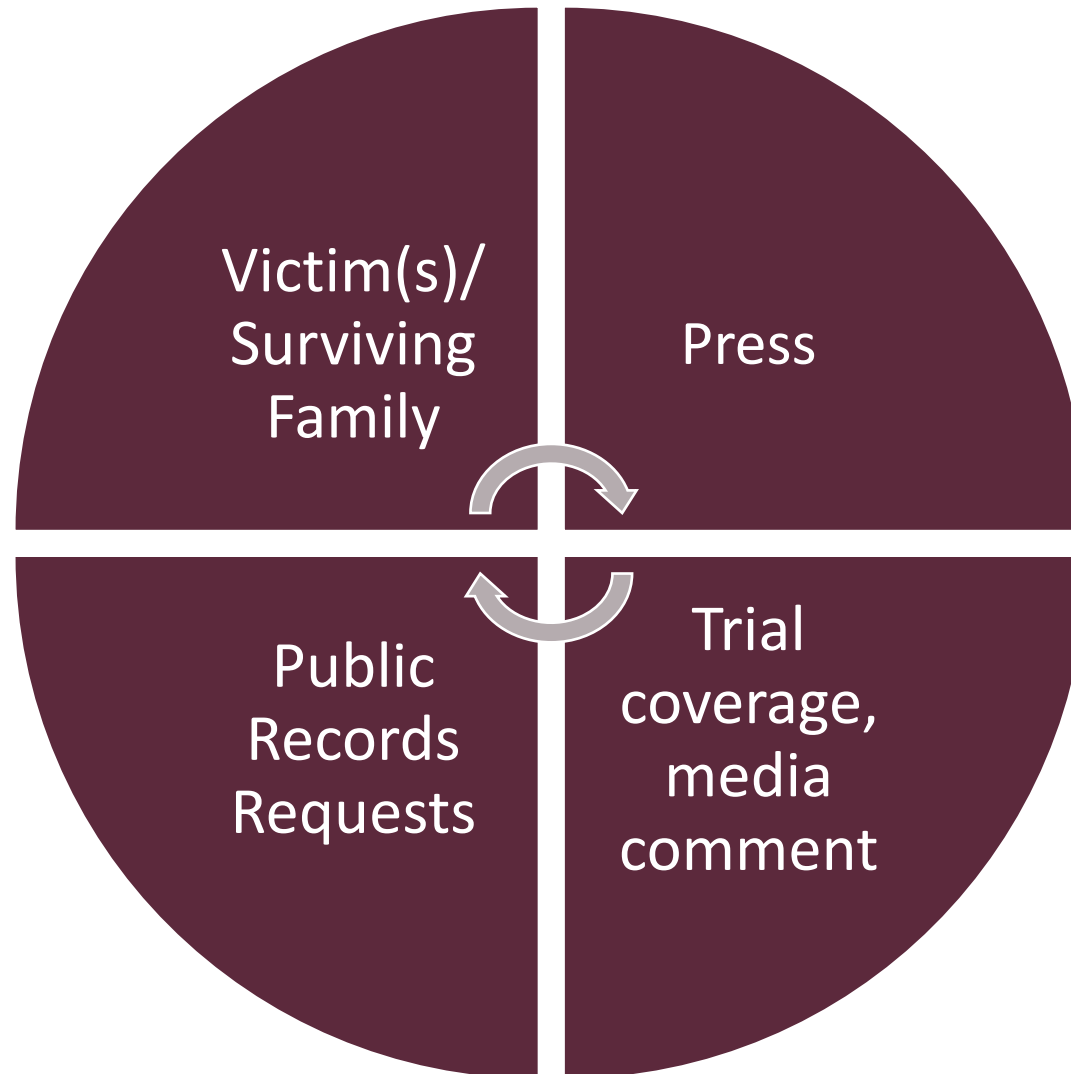 Victim(s)/
Surviving
Family
Press
Public
Records
Requests
Trial
coverage,
media
comment